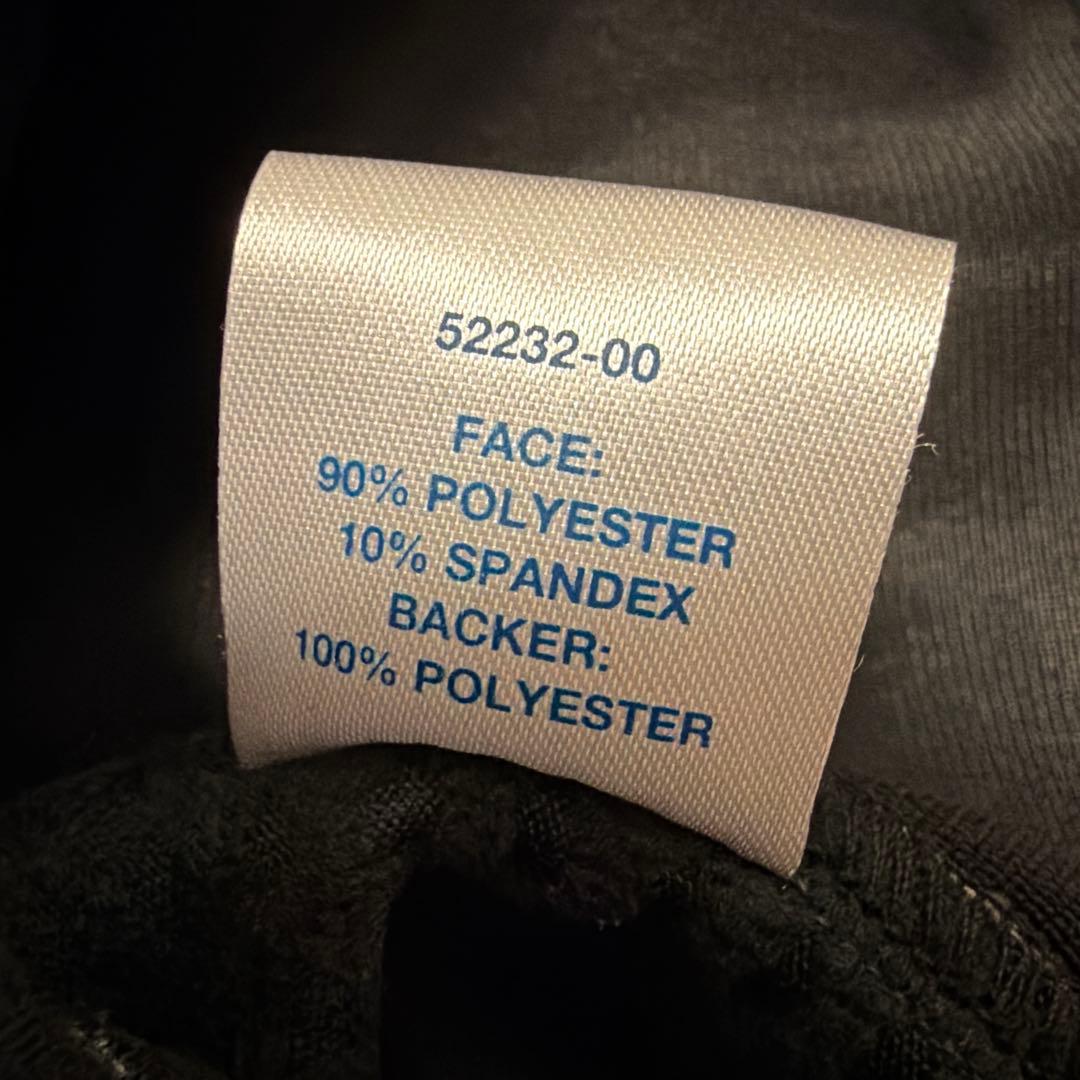 52232-00
FACE:
90% POLYESTER
10% SPANDEX
BACKER:
100% POLYESTER